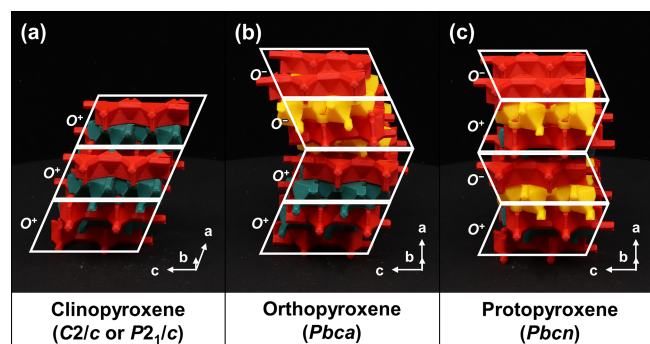 (a)
O⁺
O⁺
O⁺
a
b
c
Clinopyroxene
(C2/c or P2₁/c)
(b)
O⁻
O⁻
O⁺
O⁺
a
b
c
Orthopyroxene
(Pbca)
(c)
O⁻
O⁺
O⁻
O⁺
a
b
c
Protopyroxene
(Pbcn)